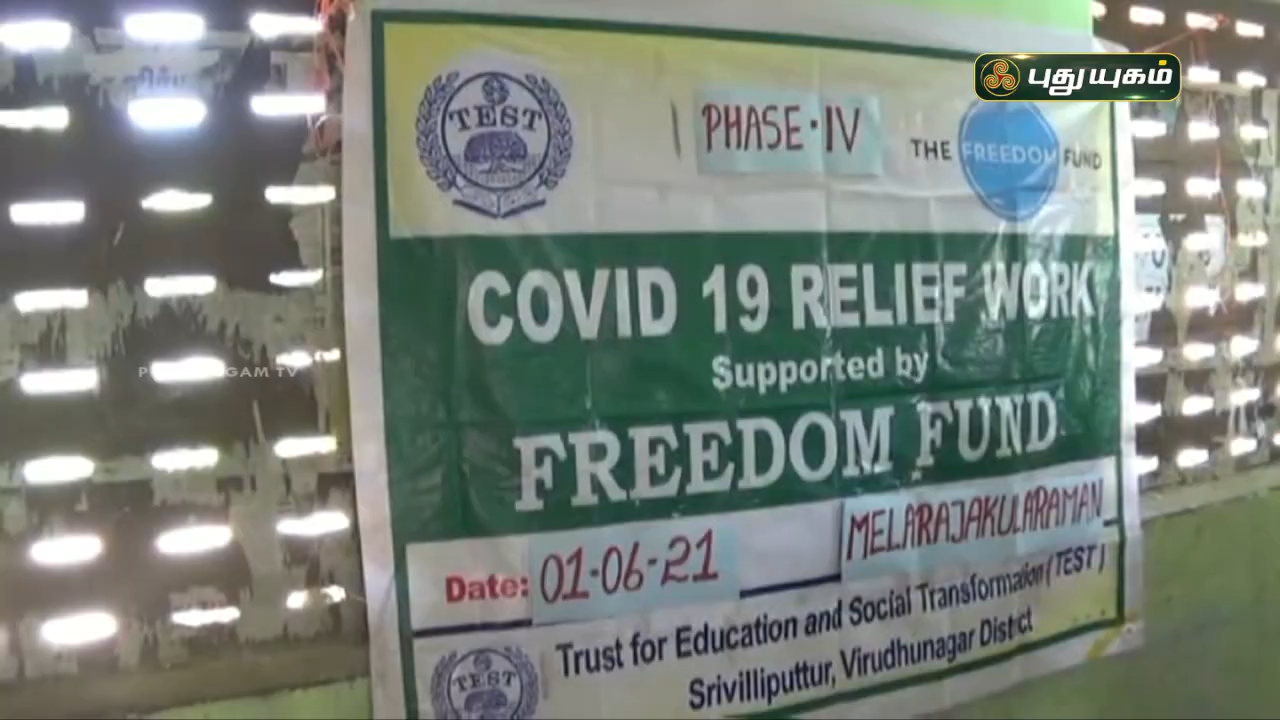 புதுயுகம்
TEST
PHASE-IV
THE FREEDOM FUND
COVID 19 RELIEF WORK
Supported by
FREEDOM FUND
Date: 01-06-21 MELARAJAKULARAMAN
Trust for Education and Social Transformation (TEST)
Srivilliputtur, Virudhunagar District
TEST